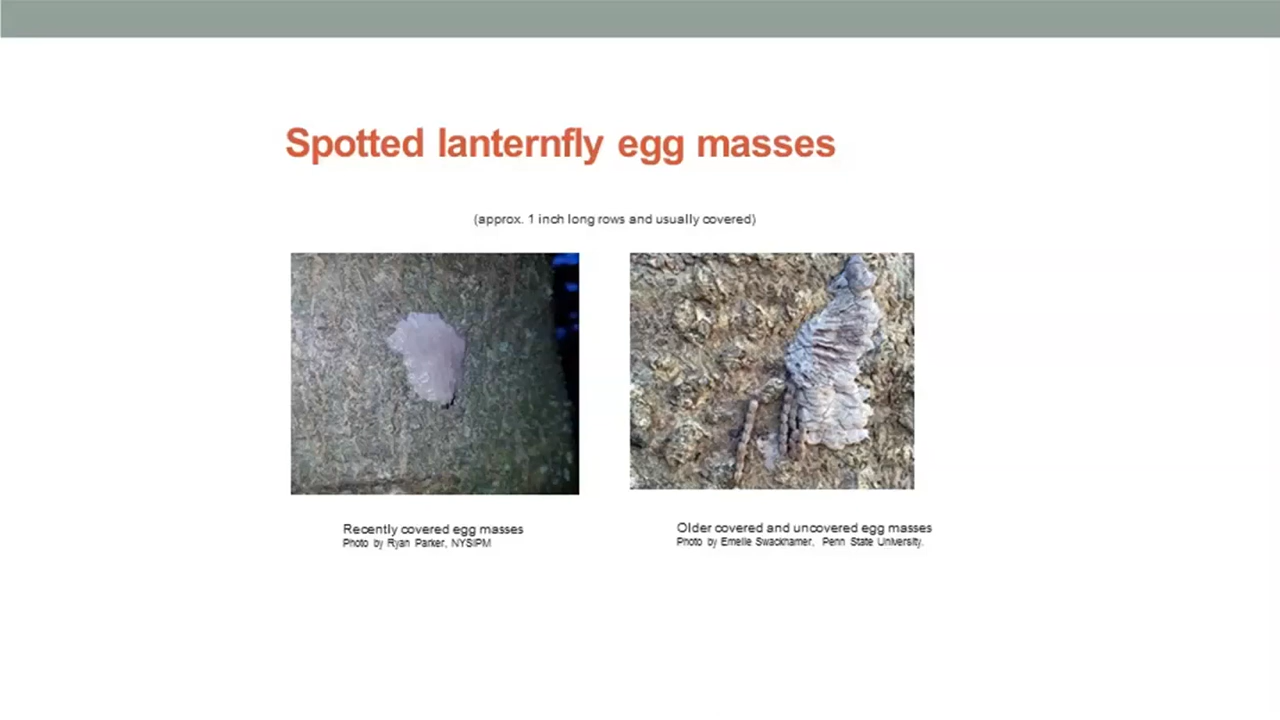 Spotted lanternfly egg masses
(approx. 1 inch long rows and usually covered)
Recently covered egg masses
Photo by Ryan Parker, NYSIPM
Older covered and uncovered egg masses
Photo by Emelie Swackhamer, Penn State University.